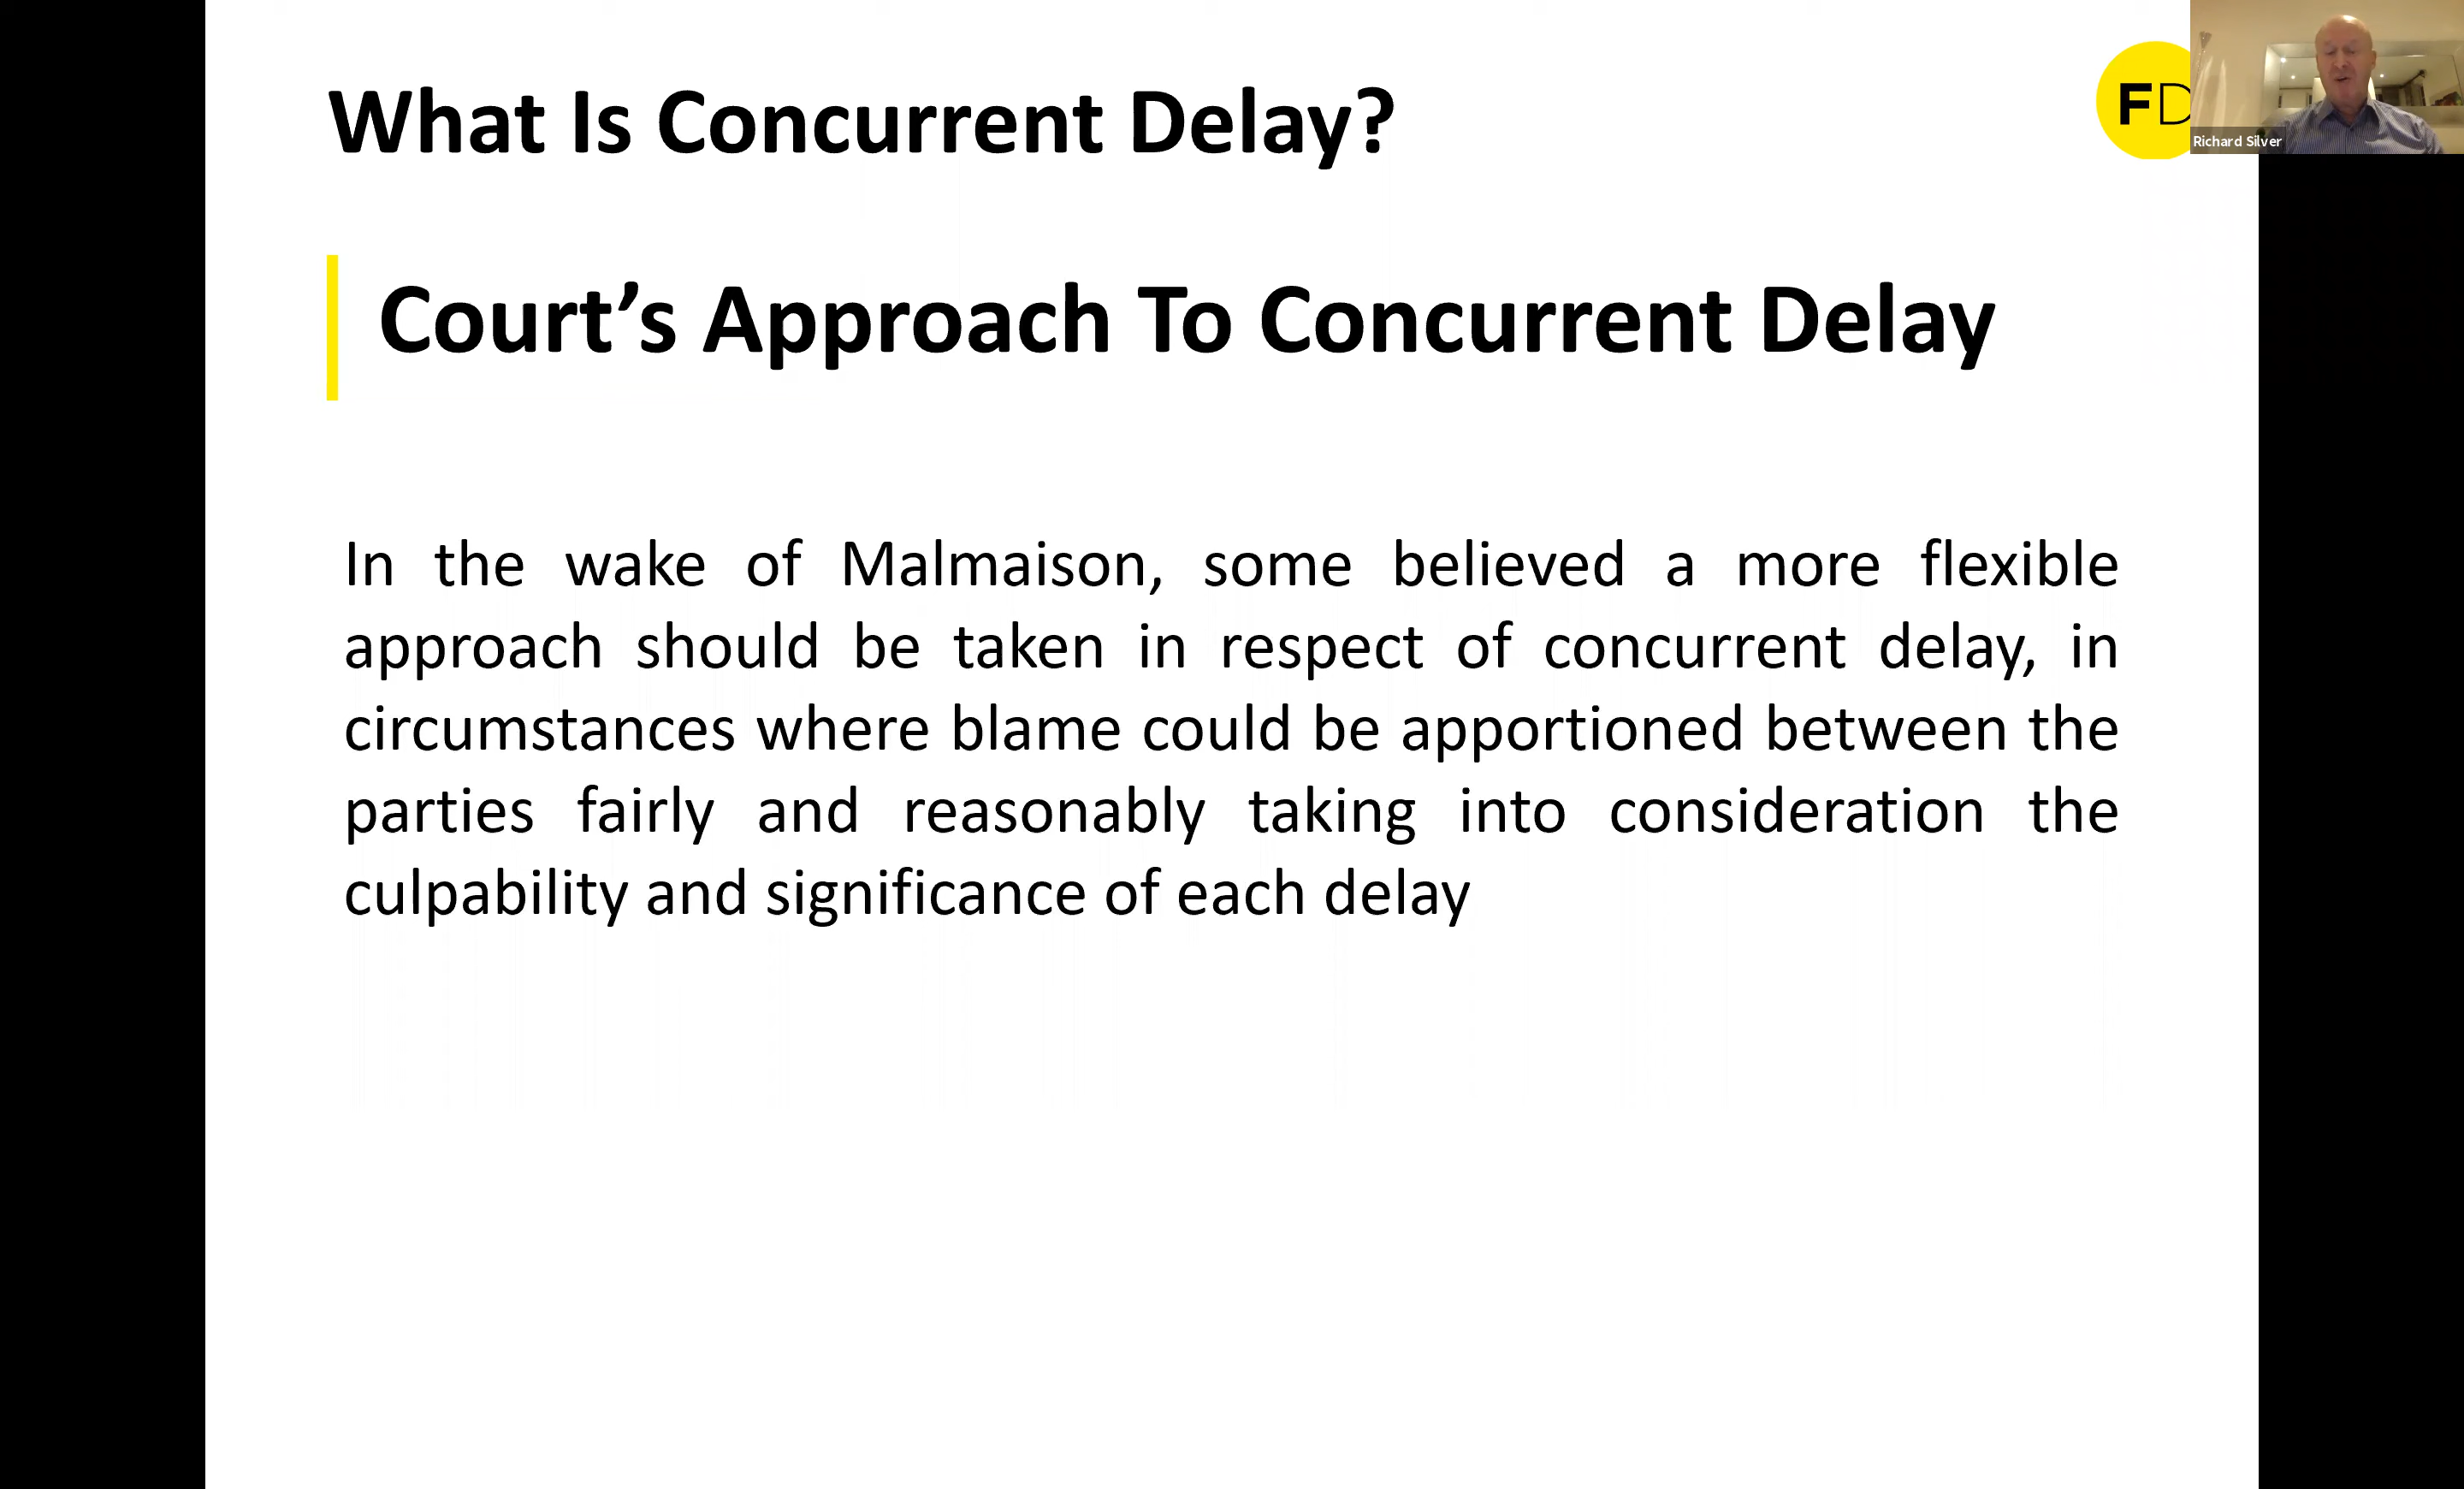 What Is Concurrent Delay?
FD
Richard Silver
Court’s Approach To Concurrent Delay
In the wake of Malmaison, some believed a more flexible
approach should be taken in respect of concurrent delay, in
circumstances where blame could be apportioned between the
parties fairly and reasonably taking into consideration the
culpability and significance of each delay